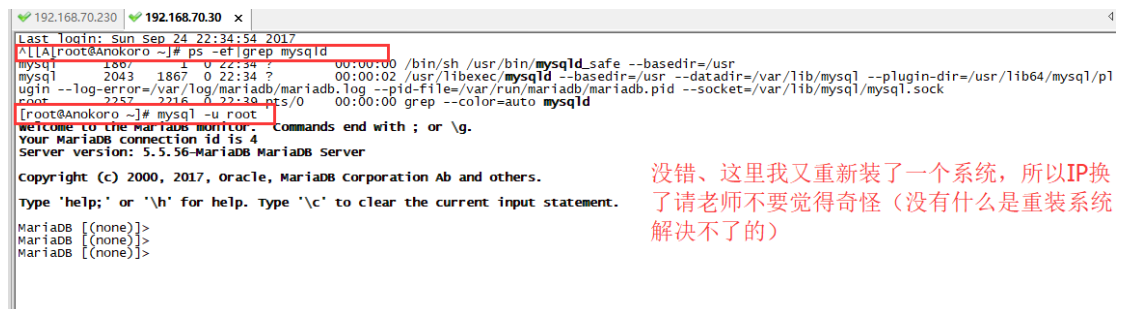 192.168.70.230 192.168.70.30 x
Last login: Sun Sep 24 22:34:54 2017
^[[A[root@Anokoro ~]# ps -ef|grep mysqld
mysql 1867 1 0 22:34 ? 00:00:00 /bin/sh /usr/bin/mysqld_safe --basedir=/usr
mysql 2043 1867 0 22:34 ? 00:00:02 /usr/libexec/mysqld --basedir=/usr --datadir=/var/lib/mysql --plugin-dir=/usr/lib64/mysql/pl
ugin --log-error=/var/log/mariadb/mariadb.log --pid-file=/var/run/mariadb/mariadb.pid --socket=/var/lib/mysql/mysql.sock
root 2257 2216 0 22:39 pts/0 00:00:00 grep --color=auto mysqld
[root@Anokoro ~]# mysql -u root
Welcome to the MariaDB monitor. Commands end with ; or \g.
Your MariaDB connection id is 4
Server version: 5.5.56-MariaDB MariaDB Server
Copyright (c) 2000, 2017, Oracle, MariaDB Corporation Ab and others.
Type 'help;' or '\h' for help. Type '\c' to clear the current input statement.
MariaDB [(none)]>
MariaDB [(none)]>
MariaDB [(none)]>
没错、这里我又重新装了一个系统，所以IP换
了请老师不要觉得奇怪（没有什么是重装系统
解决不了的）